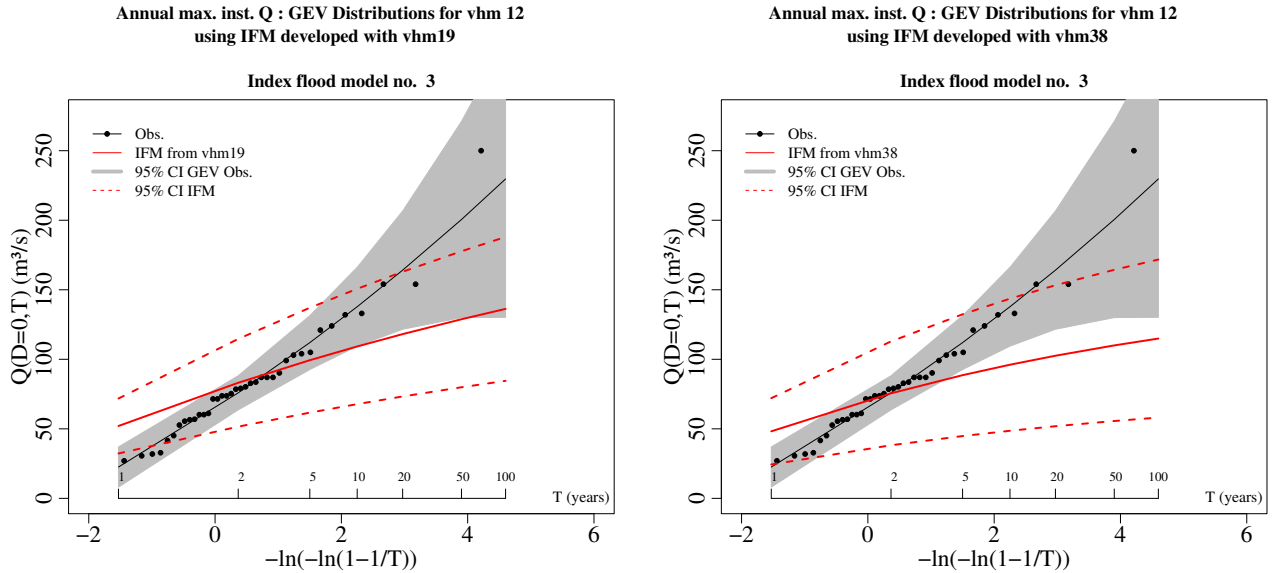 Annual max. inst. Q : GEV Distributions for vhm 12
using IFM developed with vhm19
Index flood model no. 3
Obs.
IFM from vhm19
95% CI GEV Obs.
95% CI IFM
Q(D=0,T) (m³/s)
0
50
100
150
200
250
1
2
5
10
20
50
100
T (years)
−2
0
2
4
6
−ln(−ln(1−1/T))
Annual max. inst. Q : GEV Distributions for vhm 12
using IFM developed with vhm38
Index flood model no. 3
Obs.
IFM from vhm38
95% CI GEV Obs.
95% CI IFM
Q(D=0,T) (m³/s)
0
50
100
150
200
250
1
2
5
10
20
50
100
T (years)
−2
0
2
4
6
−ln(−ln(1−1/T))